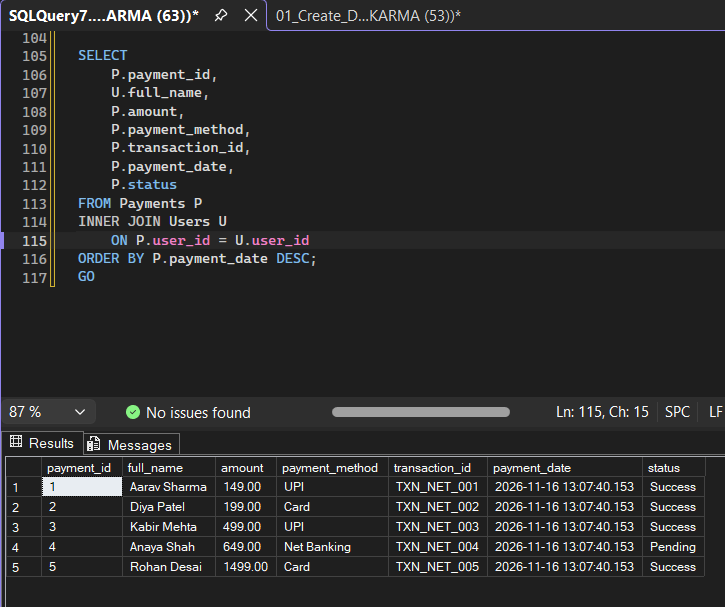 SQLQuery7....ARMA (63))* 01_Create_D...KARMA (53))*
104
105 SELECT
106 P.payment_id,
107 U.full_name,
108 P.amount,
109 P.payment_method,
110 P.transaction_id,
111 P.payment_date,
112 P.status
113 FROM Payments P
114 INNER JOIN Users U
115 ON P.user_id = U.user_id
116 ORDER BY P.payment_date DESC;
117 GO
87 % No issues found Ln: 115, Ch: 15 SPC LF
Results Messages
payment_id full_name amount payment_method transaction_id payment_date status
1 1 Aarav Sharma 149.00 UPI TXN_NET_001 2026-11-16 13:07:40.153 Success
2 2 Diya Patel 199.00 Card TXN_NET_002 2026-11-16 13:07:40.153 Success
3 3 Kabir Mehta 499.00 UPI TXN_NET_003 2026-11-16 13:07:40.153 Success
4 4 Anaya Shah 649.00 Net Banking TXN_NET_004 2026-11-16 13:07:40.153 Pending
5 5 Rohan Desai 1499.00 Card TXN_NET_005 2026-11-16 13:07:40.153 Success